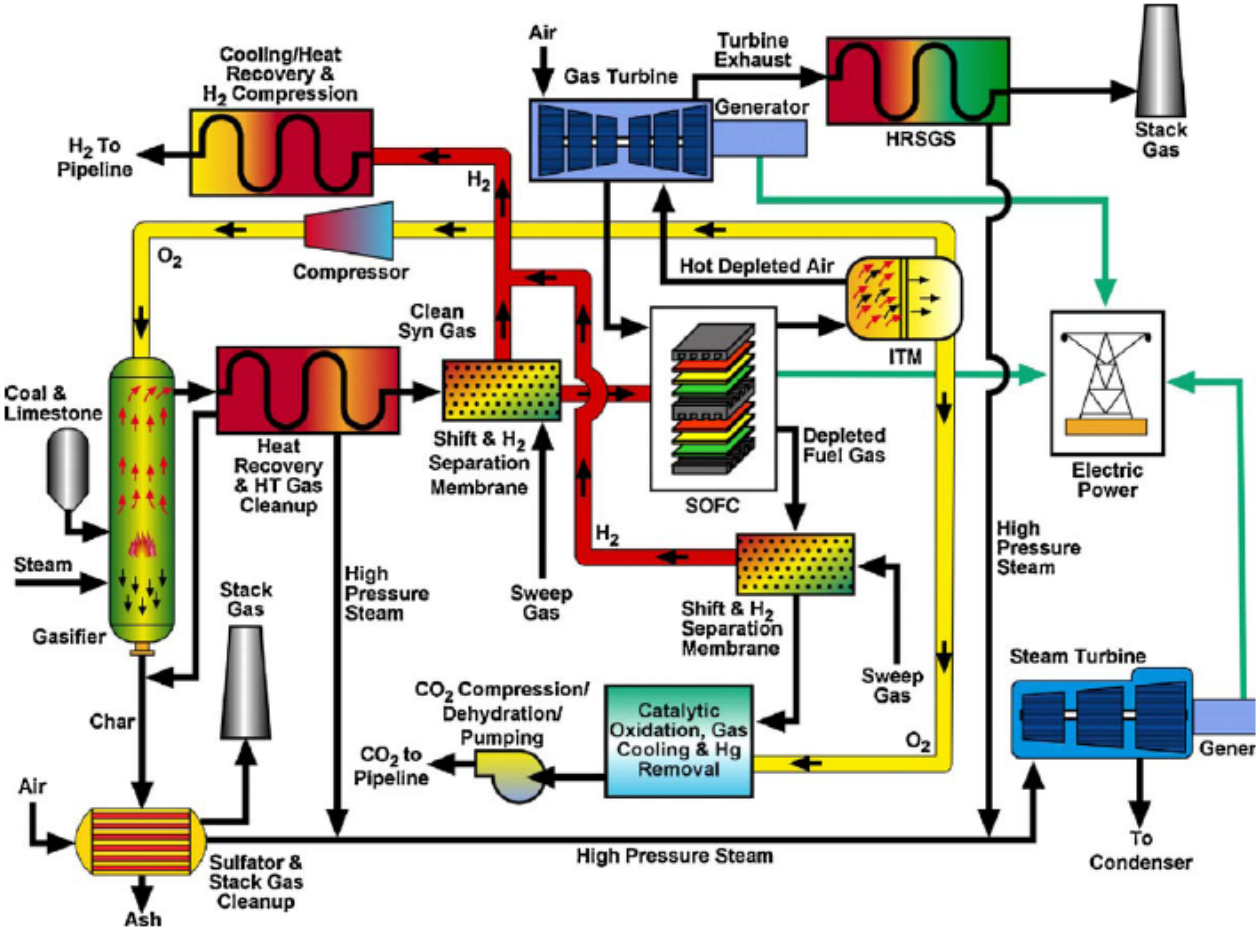 Cooling/Heat
Recovery &
H2 Compression
H2 To
Pipeline
H2
Air
Gas Turbine
Turbine
Exhaust
Generator
HRSGS
Stack
Gas
O2
Compressor
Hot Depleted Air
ITM
Clean
Syn Gas
Coal &
Limestone
Heat
Recovery
& HT Gas
Cleanup
Shift & H2
Separation
Membrane
SOFC
Depleted
Fuel Gas
Electric
Power
Steam
Gasifier
High
Pressure
Steam
Sweep
Gas
H2
High
Pressure
Steam
Stack
Gas
Shift & H2
Separation
Membrane
Sweep
Gas
Steam Turbine
Gener
Char
CO2 Compression/
Dehydration/
Pumping
CO2 to
Pipeline
Catalytic
Oxidation, Gas
Cooling & Hg
Removal
O2
Air
Sulfator &
Stack Gas
Cleanup
Ash
High Pressure Steam
To
Condenser